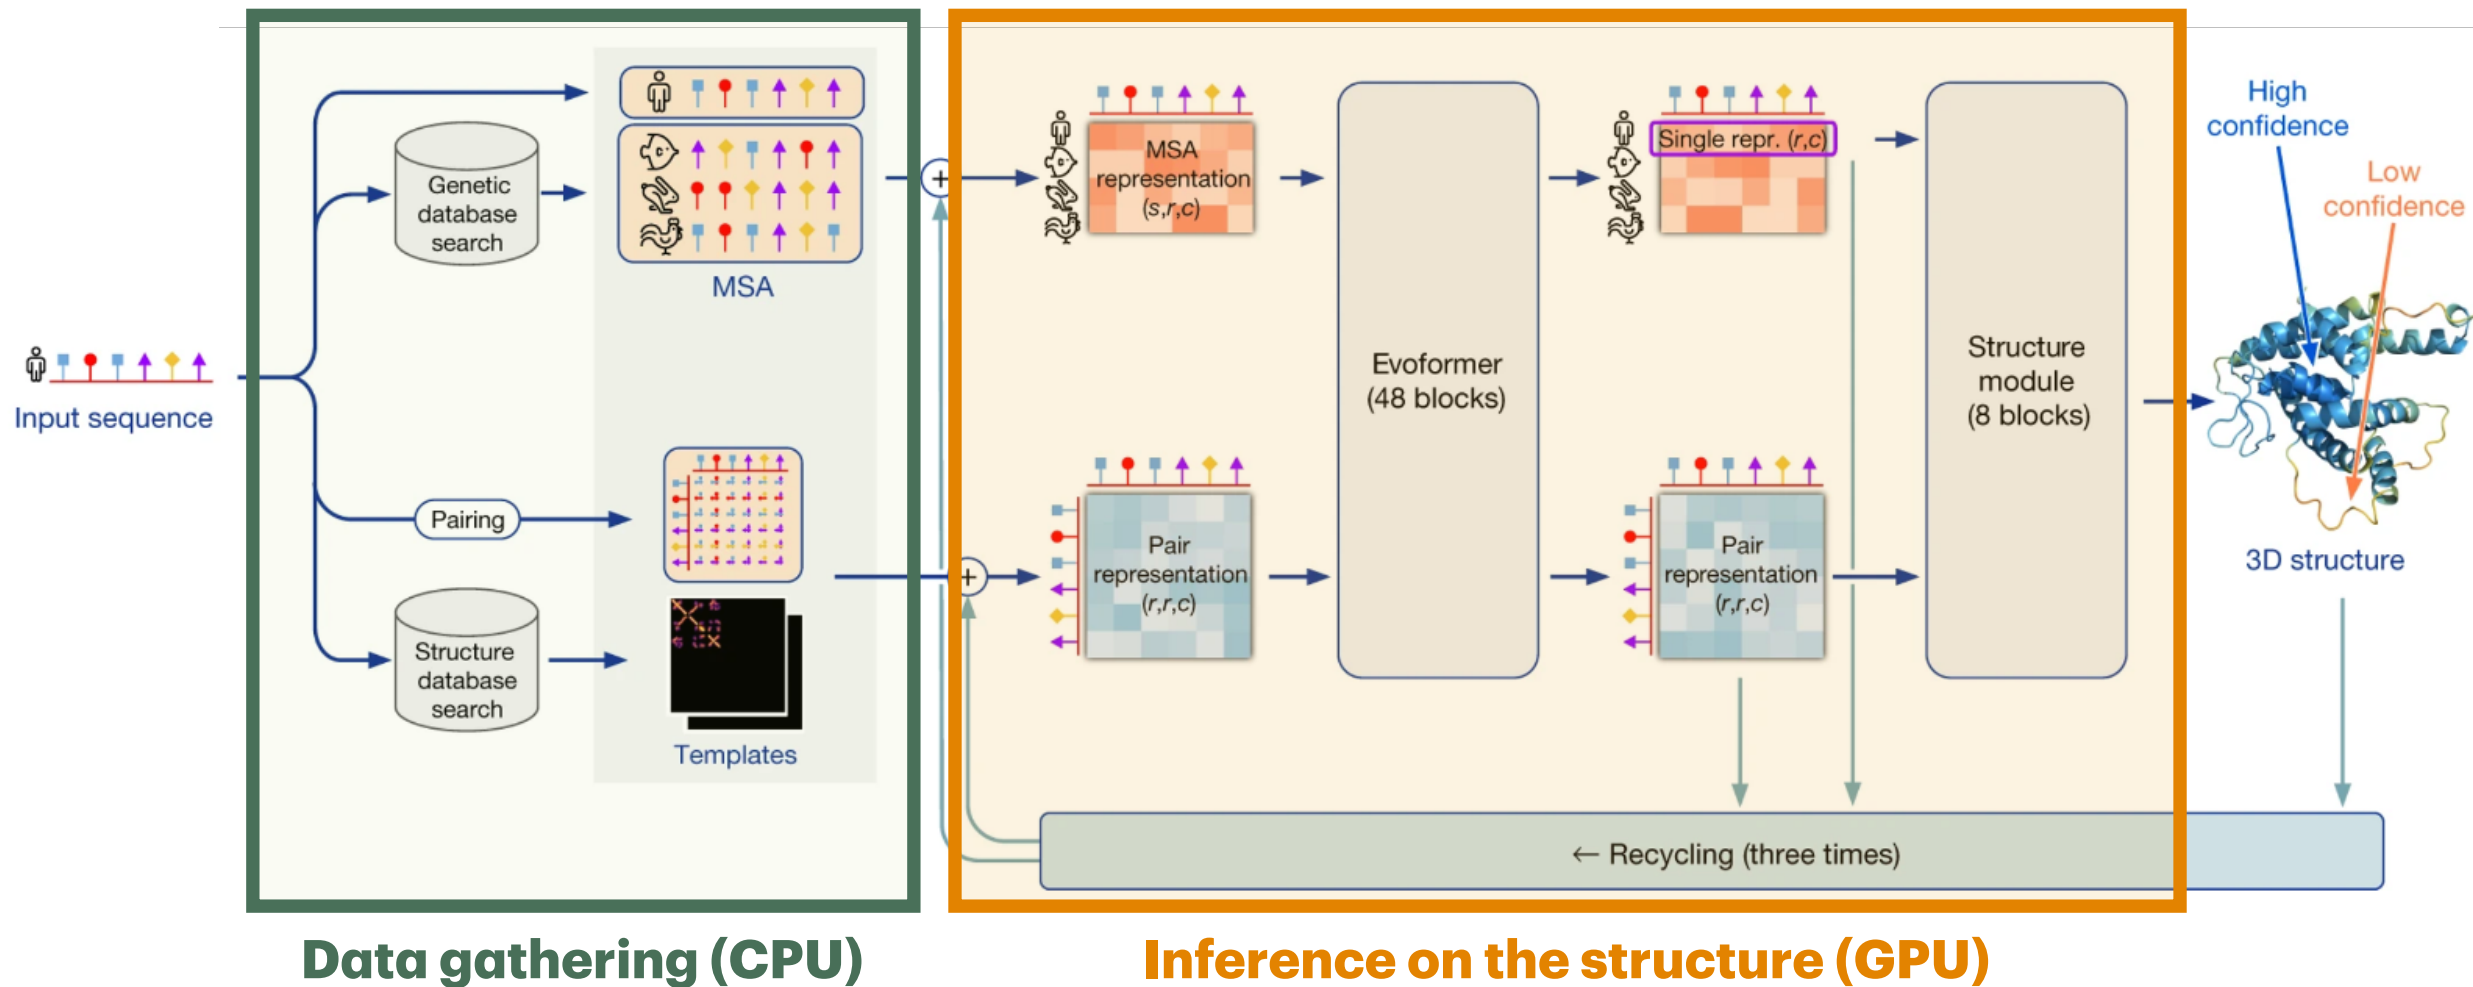 Input sequence
Genetic
database
search
MSA
Pairing
Structure
database
search
Templates
Data gathering (CPU)
+
MSA
representation
(s,r,c)
+
Pair
representation
(r,r,c)
Evoformer
(48 blocks)
Single repr. (r,c)
Pair
representation
(r,r,c)
Structure
module
(8 blocks)
← Recycling (three times)
Inference on the structure (GPU)
High
confidence
Low
confidence
3D structure